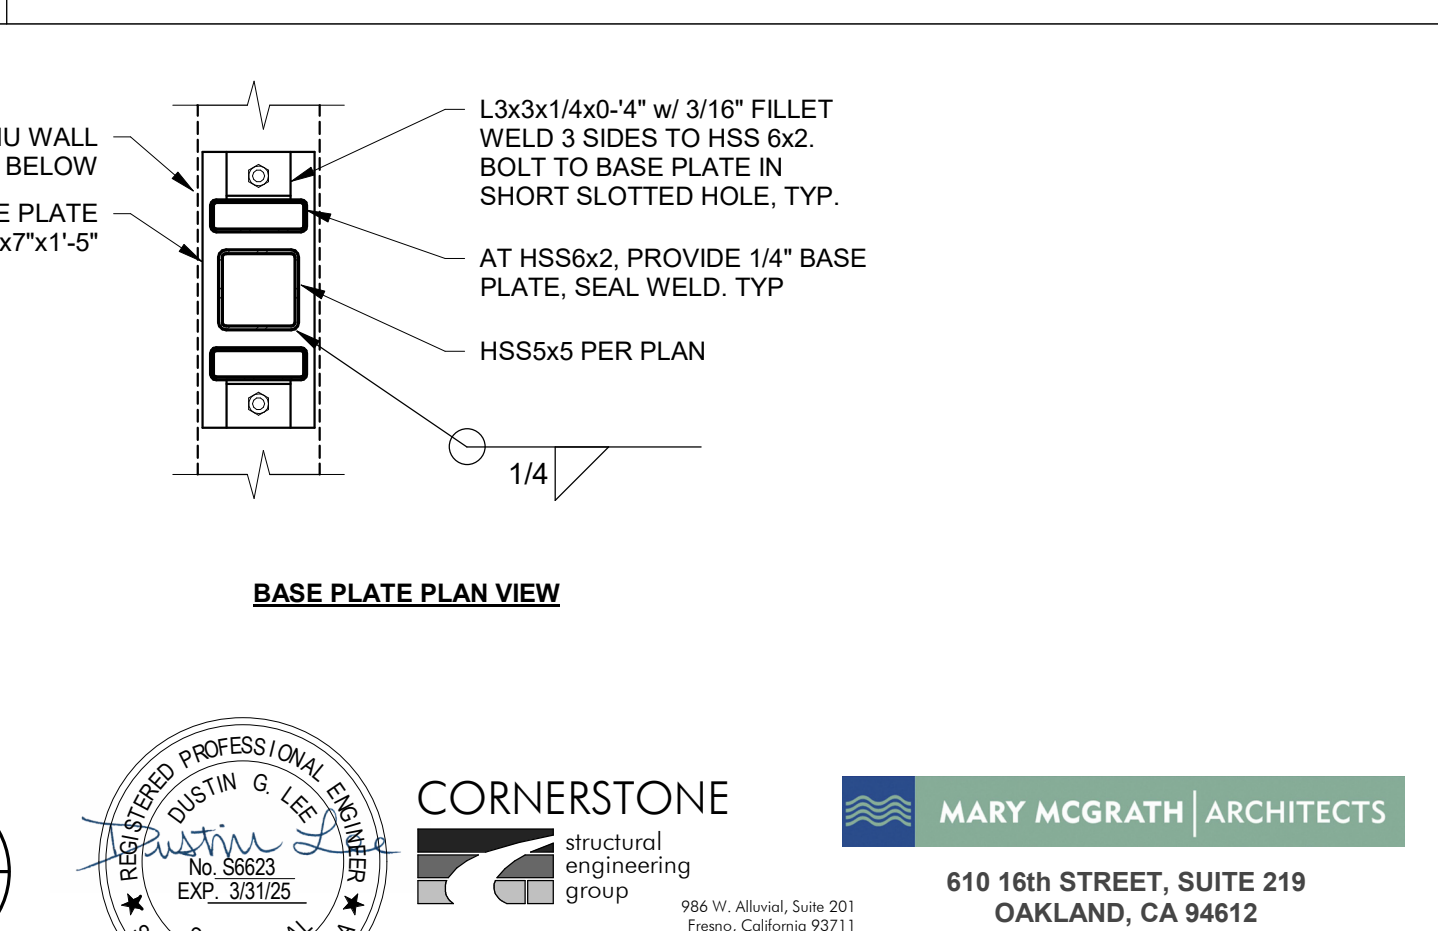 WALL
BELOW
PLATE
x7"x1'-5"
L3x3x1/4x0-'4" w/ 3/16" FILLET
WELD 3 SIDES TO HSS 6x2.
BOLT TO BASE PLATE IN
SHORT SLOTTED HOLE, TYP.
AT HSS6x2, PROVIDE 1/4" BASE
PLATE, SEAL WELD. TYP
HSS5x5 PER PLAN
1/4
BASE PLATE PLAN VIEW
REGISTERED PROFESSIONAL ENGINEER
DUSTIN G. LEE
Dustin Lee
No. S6623
EXP. 3/31/25
CORNERSTONE
structural
engineering
group
986 W. Alluvial, Suite 201
Fresno, California 93711
MARY MCGRATH ARCHITECTS
610 16th STREET, SUITE 219
OAKLAND, CA 94612